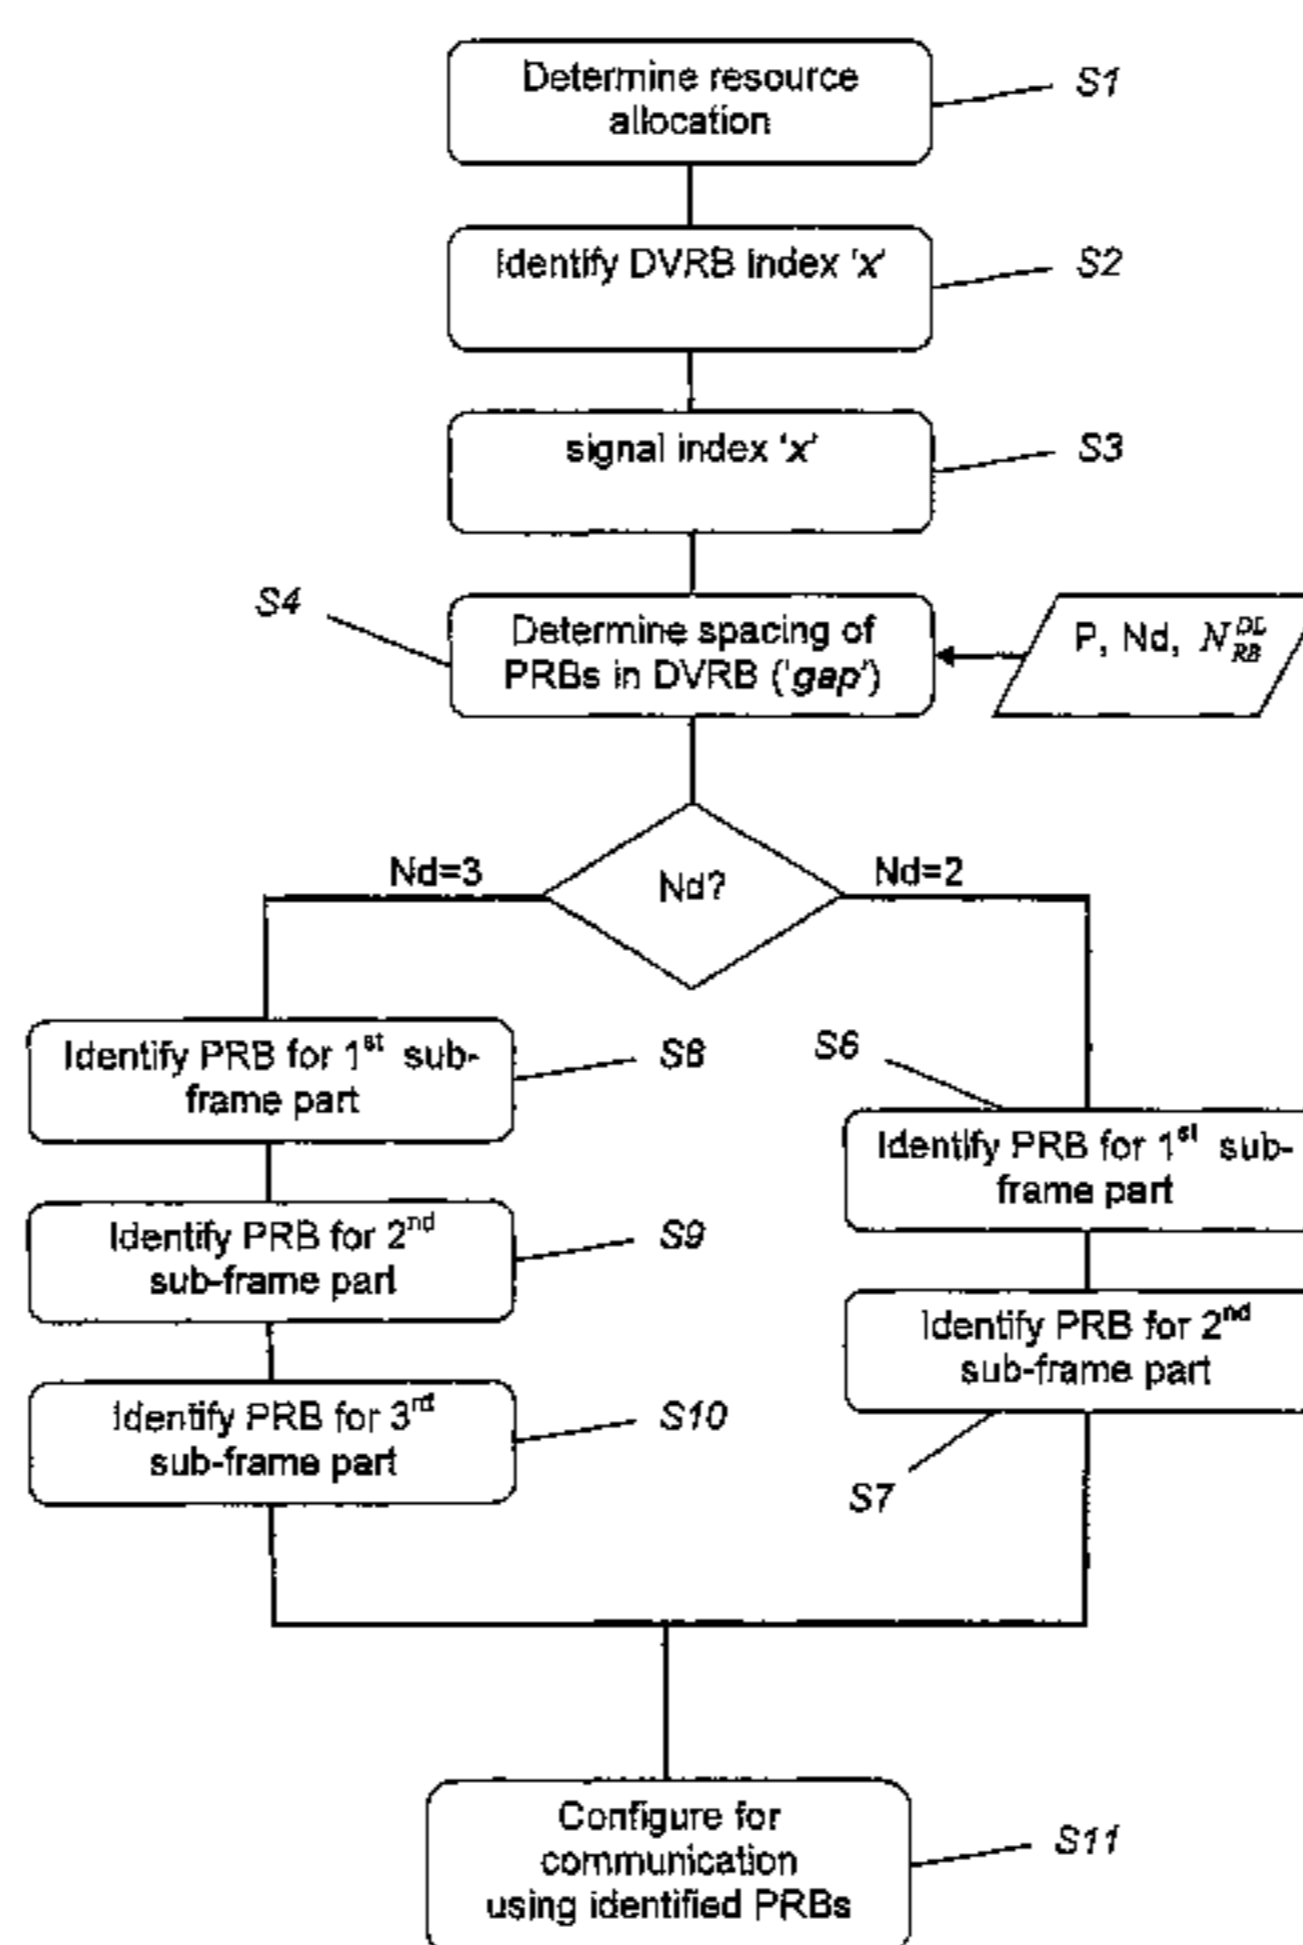 Determine resource
allocation
S1
Identify DVRB index 'x'
S2
signal index 'x'
S3
S4
Determine spacing of
PRBs in DVRB ('gap')
P, Nd, N_RB^DL
Nd=3
Nd?
Nd=2
Identify PRB for 1st sub-
frame part
S8
S6
Identify PRB for 1st sub-
frame part
Identify PRB for 2nd
sub-frame part
S9
Identify PRB for 2nd
sub-frame part
Identify PRB for 3rd
sub-frame part
S10
S7
Configure for
communication
using identified PRBs
S11